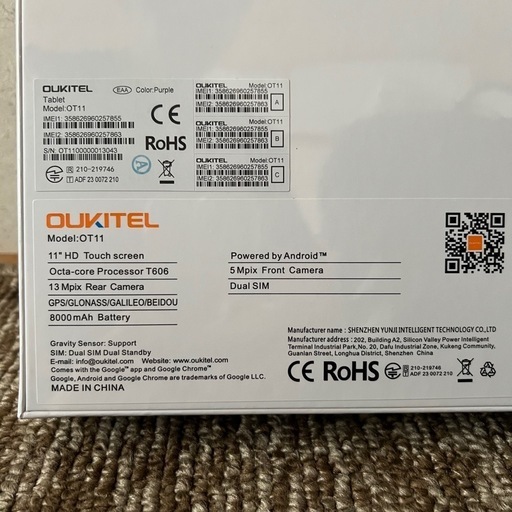 OUKITEL
Tablet
Model:OT11
EAA
Color:Purple
IMEI1: 358626960257855
IMEI2: 358626960257863
S/N: OT1100000013043
CE
RoHS
A
R 210-219746
T ADF 23 0072 210
OUKITEL Model:OT11
IMEI1: 358626960257855
IMEI2: 358626960257863
A
OUKITEL Model:OT11
IMEI1: 358626960257855
IMEI2: 358626960257863
B
OUKITEL Model:OT11
IMEI1: 358626960257855
IMEI2: 358626960257863
C
OUKITEL
Model:OT11
11" HD Touch screen
Octa-core Processor T606
13 Mpix Rear Camera
GPS/GLONASS/GALILEO/BEIDOU
8000mAh Battery
Powered by Android™
5 Mpix Front Camera
Dual SIM
Gravity Sensor: Support
SIM: Dual SIM Dual Standby
E-mail: info@oukitel.com Website: www.oukitel.com
Comes with the Google™ app and Google Chrome™
Google, Android and Google Chrome are trademarks of Google LLC.
MADE IN CHINA
Manufacturer name : SHENZHEN YUNJI INTELLIGENT TECHNOLOGY CO.,LTD
Manufacturer address : 202, Building A2, Silicon Valley Power Intelligent
Terminal Industrial Park,No. 20, Dafu Industrial Zone, Kukeng Community,
Guanlan Street, Longhua District, Shenzhen, China
CE RoHS
R 210-219746
T ADF 23 0072 210